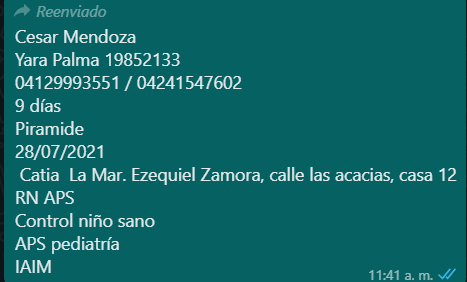 Reenviado
Cesar Mendoza
Yara Palma 19852133
04129993551 / 04241547602
9 días
Piramide
28/07/2021
Catia La Mar. Ezequiel Zamora, calle las acacias, casa 12
RN APS
Control niño sano
APS pediatría
IAIM
11:41 a. m.